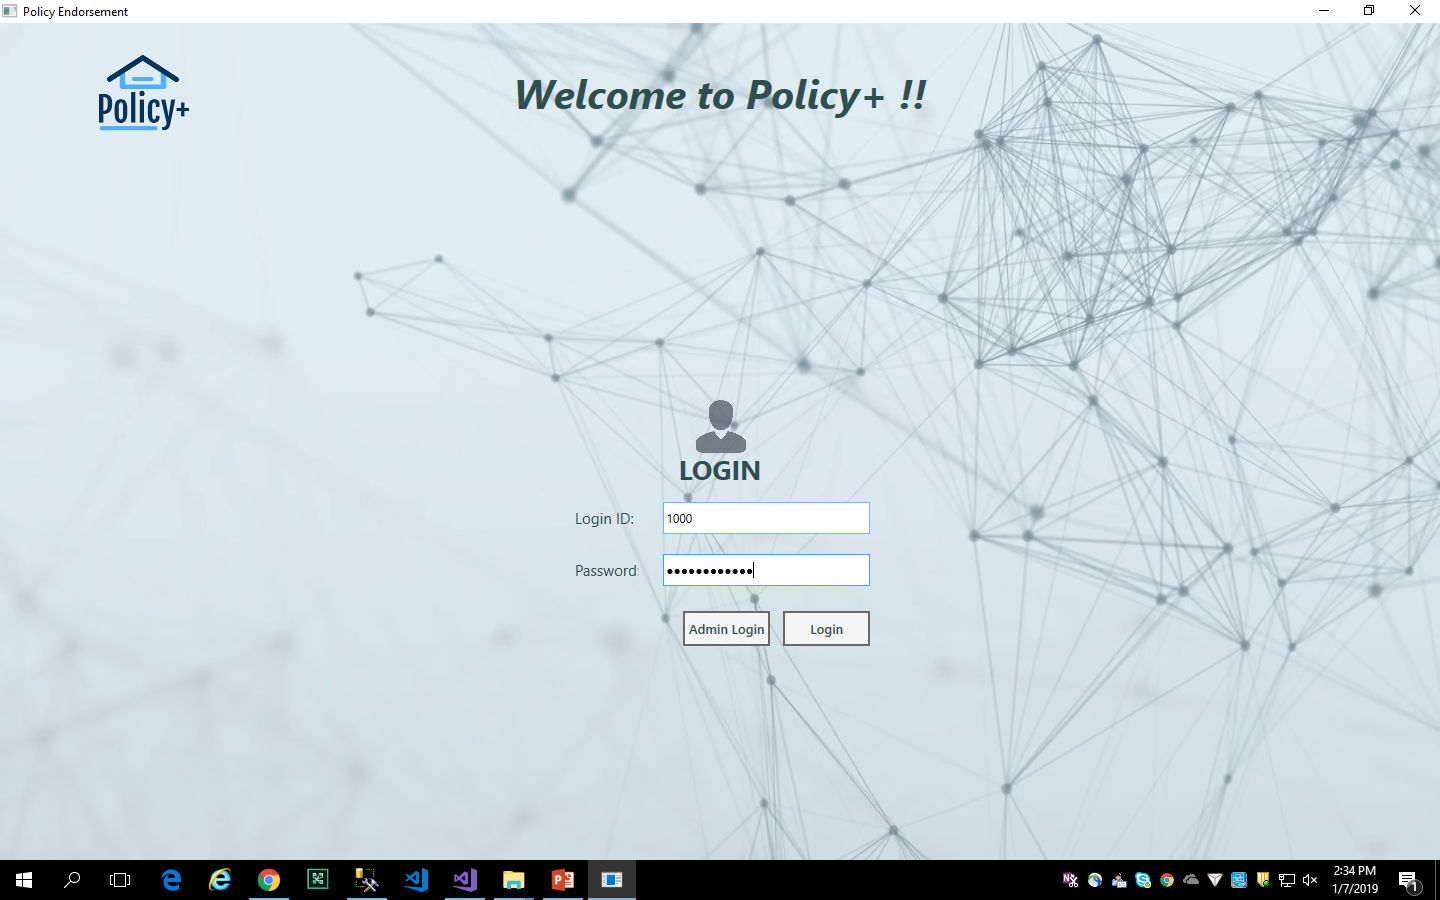 Policy Endorsement
Policy+
Welcome to Policy+ !!
LOGIN
Login ID:
1000
Password:
••••••••••••
Admin Login
Login
2:34 PM
1/7/2019
1